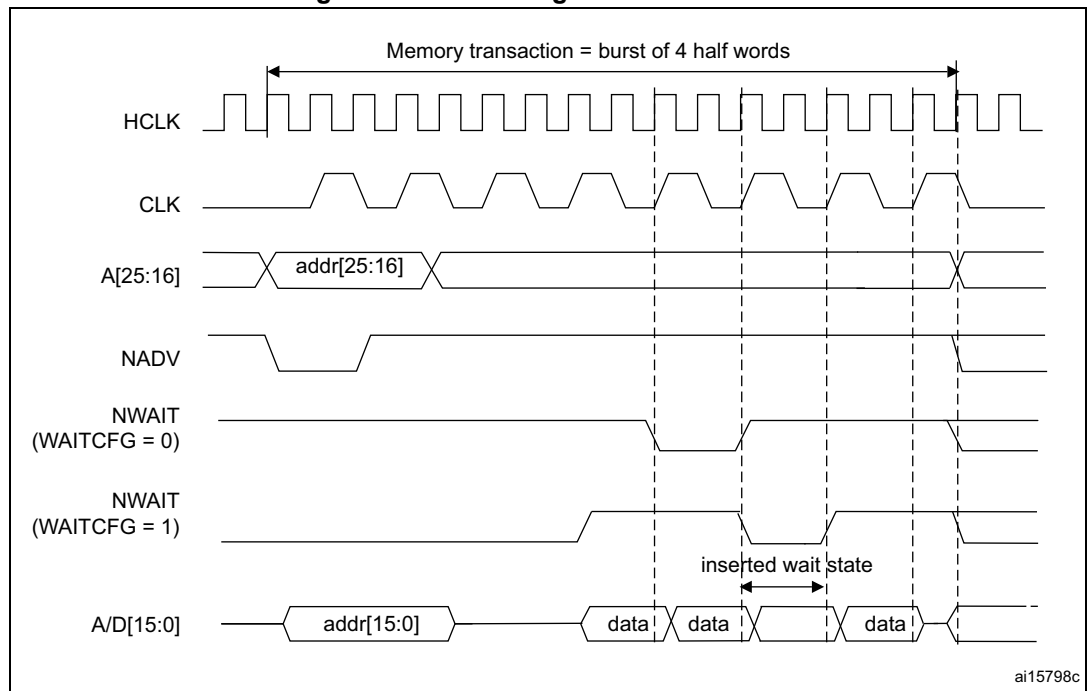 Memory transaction = burst of 4 half words
HCLK
CLK
A[25:16]
addr[25:16]
NADV
NWAIT
(WAITCFG = 0)
NWAIT
(WAITCFG = 1)
inserted wait state
A/D[15:0]
addr[15:0]
data
data
data
ai15798c